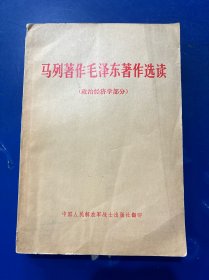 马列著作毛泽东著作选读
(政治经济学部分)
中国人民解放军战士出版社翻印